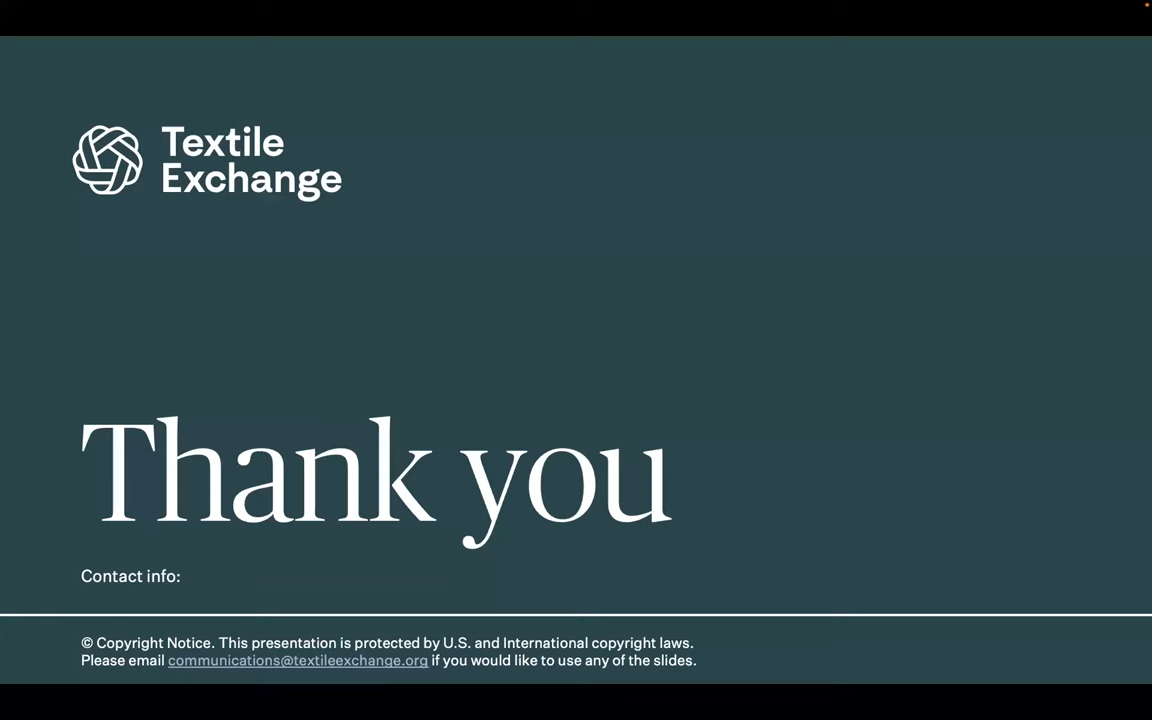 Textile
Exchange
Thank you
Contact info:
© Copyright Notice. This presentation is protected by U.S. and International copyright laws.
Please email communications@textileexchange.org if you would like to use any of the slides.